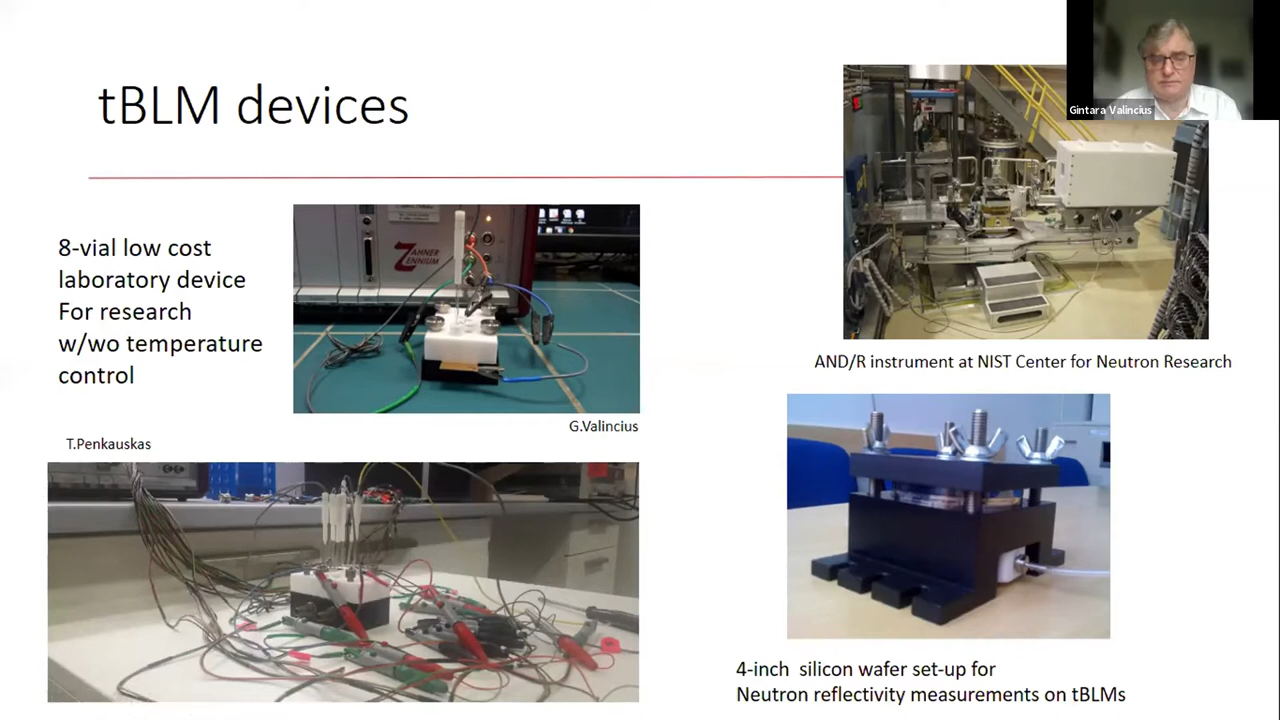 Gintara Valincius
tBLM devices
8-vial low cost
laboratory device
For research
w/wo temperature
control
ZAHNER
ZENNIUM
G.Valincius
T.Penkauskas
AND/R instrument at NIST Center for Neutron Research
4-inch silicon wafer set-up for
Neutron reflectivity measurements on tBLMs